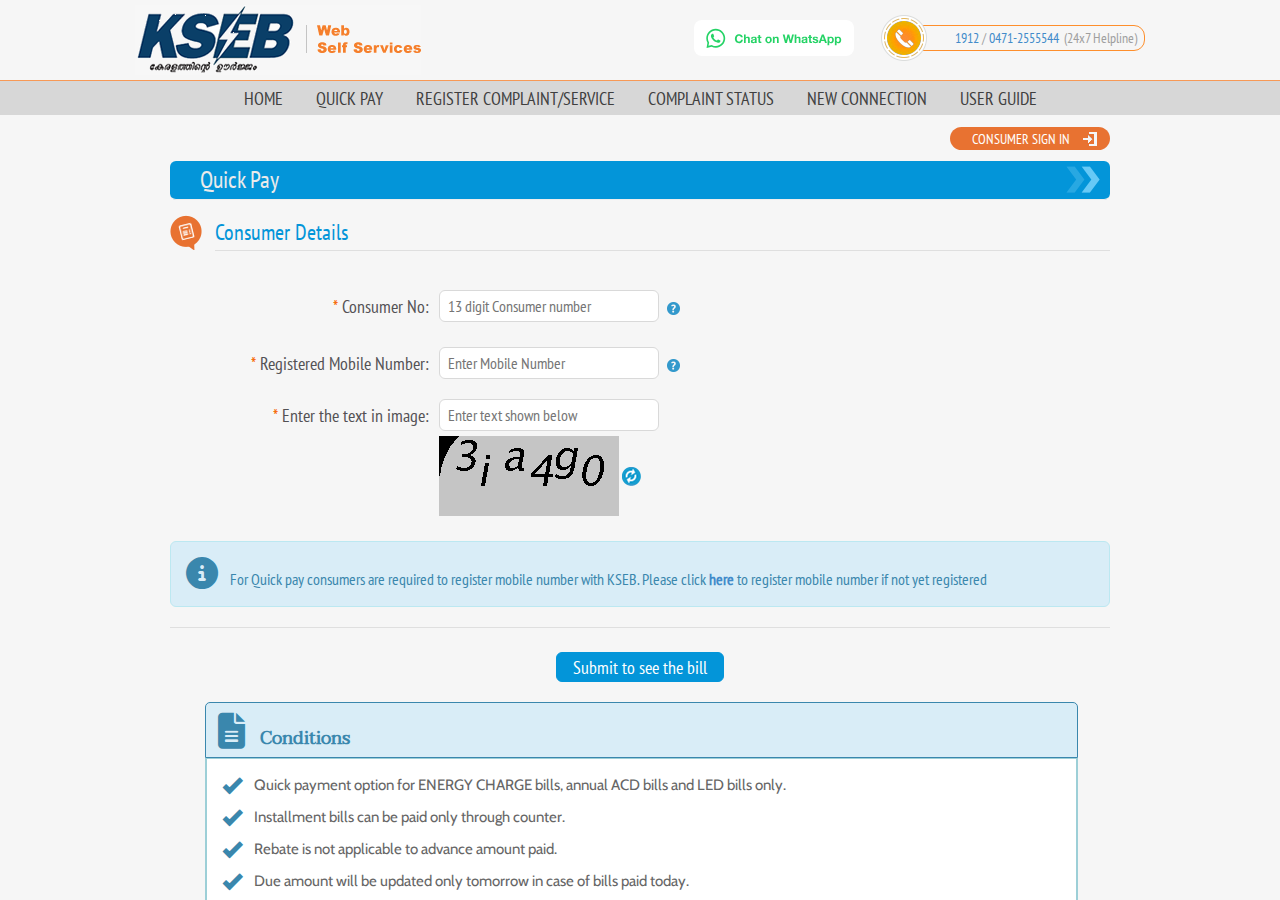 KSEB
കേരളത്തിന്റെ ഊർജ്ജം
Web
Self Services
Chat on WhatsApp
1912 / 0471-2555544 (24x7 Helpline)
HOME QUICK PAY REGISTER COMPLAINT/SERVICE COMPLAINT STATUS NEW CONNECTION USER GUIDE
CONSUMER SIGN IN
Quick Pay
Consumer Details
* Consumer No: 13 digit Consumer number ?
* Registered Mobile Number: Enter Mobile Number ?
* Enter the text in image: Enter text shown below
3ia4g0
For Quick pay consumers are required to register mobile number with KSEB. Please click here to register mobile number if not yet registered
Submit to see the bill
Conditions
Quick payment option for ENERGY CHARGE bills, annual ACD bills and LED bills only.
Installment bills can be paid only through counter.
Rebate is not applicable to advance amount paid.
Due amount will be updated only tomorrow in case of bills paid today.